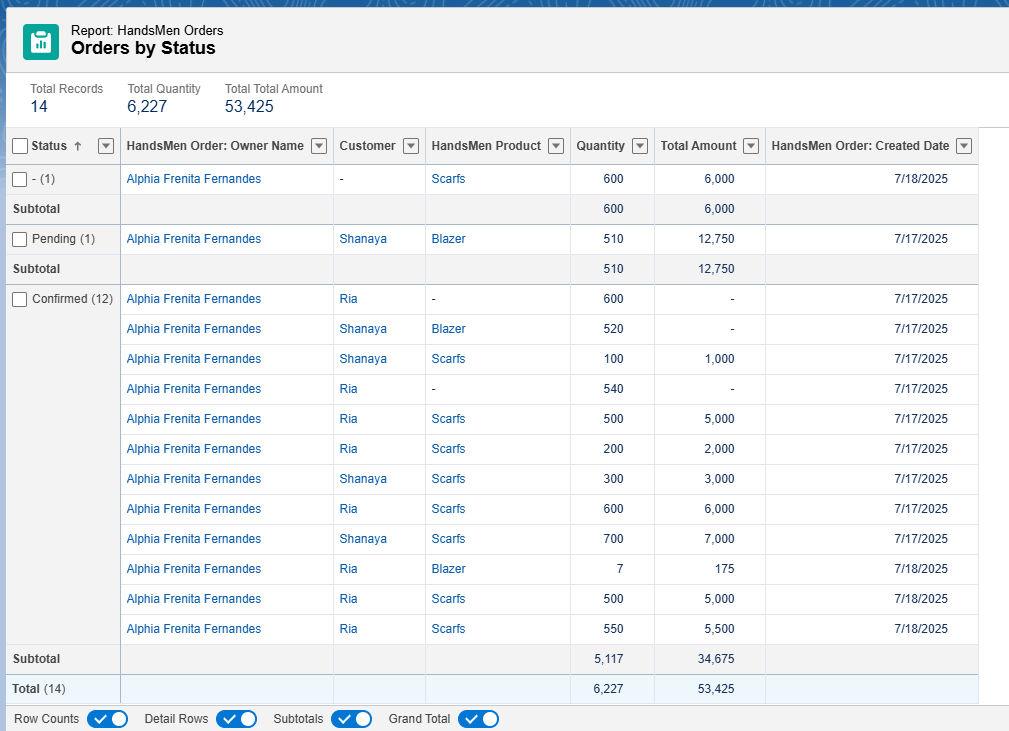 Report: HandsMen Orders
Orders by Status
Total Records Total Quantity Total Total Amount
14 6,227 53,425
Status ↑ HandsMen Order: Owner Name Customer HandsMen Product Quantity Total Amount HandsMen Order: Created Date
- (1) Alphia Frenita Fernandes - Scarfs 600 6,000 7/18/2025
Subtotal 600 6,000
Pending (1) Alphia Frenita Fernandes Shanaya Blazer 510 12,750 7/17/2025
Subtotal 510 12,750
Confirmed (12) Alphia Frenita Fernandes Ria - 600 - 7/17/2025
Alphia Frenita Fernandes Shanaya Blazer 520 - 7/17/2025
Alphia Frenita Fernandes Shanaya Scarfs 100 1,000 7/17/2025
Alphia Frenita Fernandes Ria - 540 - 7/17/2025
Alphia Frenita Fernandes Ria Scarfs 500 5,000 7/17/2025
Alphia Frenita Fernandes Ria Scarfs 200 2,000 7/17/2025
Alphia Frenita Fernandes Shanaya Scarfs 300 3,000 7/17/2025
Alphia Frenita Fernandes Ria Scarfs 600 6,000 7/17/2025
Alphia Frenita Fernandes Shanaya Scarfs 700 7,000 7/17/2025
Alphia Frenita Fernandes Ria Blazer 7 175 7/18/2025
Alphia Frenita Fernandes Ria Scarfs 500 5,000 7/18/2025
Alphia Frenita Fernandes Ria Scarfs 550 5,500 7/18/2025
Subtotal 5,117 34,675
Total (14) 6,227 53,425
Row Counts Detail Rows Subtotals Grand Total